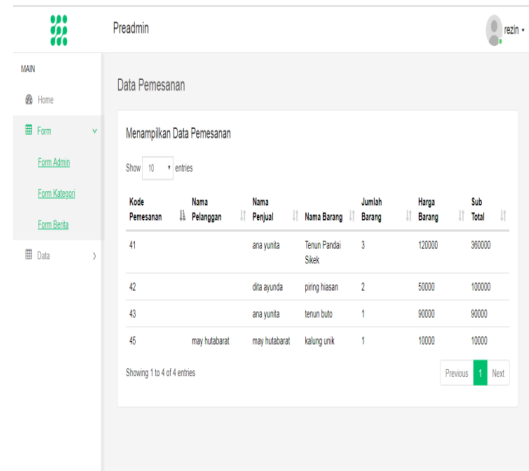 Preadmin
rezin
MAIN
Home
Form
Form Admin
Form Kategori
Form Berita
Data
Data Pemesanan
Menampilkan Data Pemesanan
Show 10 entries
Kode Pemesanan Nama Pelanggan Nama Penjual Nama Barang Jumlah Barang Harga Barang Sub Total
41 ana yunita Tenun Pandai Sikek 3 120000 360000
42 dita ayunda piring hiasan 2 50000 100000
43 ana yunita tenun buto 1 90000 90000
45 may hutabarat may hutabarat kalung unik 1 10000 10000
Showing 1 to 4 of 4 entries
Previous 1 Next